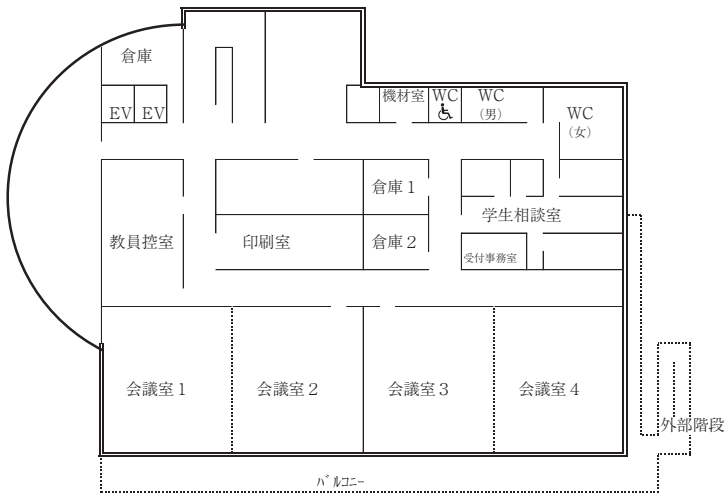 倉庫
EV
EV
機材室
WC
WC
(男)
WC
(女)
倉庫１
倉庫２
教員控室
印刷室
学生相談室
受付事務室
会議室１
会議室２
会議室３
会議室４
外部階段
ﾊﾞﾙｺﾆｰ